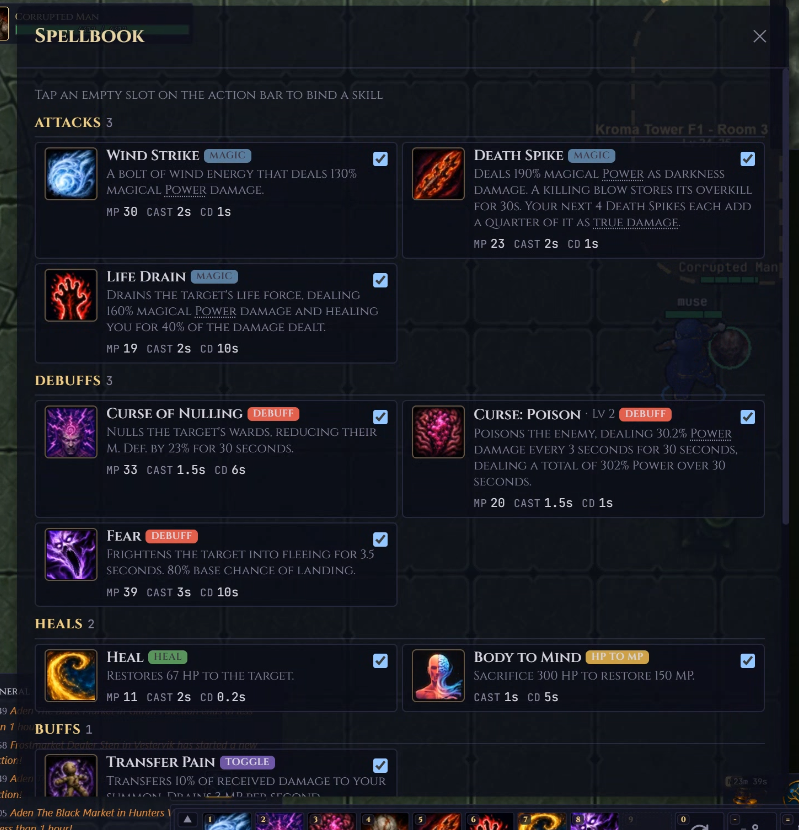 Corrupted Man
Spellbook
Tap an empty slot on the action bar to bind a skill
Kroma Tower F1 - Room 3
Attacks 3
Wind Strike MAGIC
A bolt of wind energy that deals 130%
magical Power damage.
MP 30 CAST 2s CD 1s
Death Spike MAGIC
Deals 190% magical Power as darkness
damage. A killing blow stores its overkill
for 30s. Your next 4 Death Spikes each add
a quarter of it as true damage.
MP 23 CAST 2s CD 1s
Life Drain MAGIC
Drains the target's life force, dealing
160% magical Power damage and healing
you for 40% of the damage dealt.
MP 19 CAST 2s CD 10s
Corrupted Man
muse
Debuffs 3
Curse of Nulling DEBUFF
Nulls the target's wards, reducing their
M. Def. by 23% for 30 seconds.
MP 33 CAST 1.5s CD 6s
Curse: Poison · Lv 2 DEBUFF
Poisons the enemy, dealing 30.2% Power
damage every 3 seconds for 30 seconds,
dealing a total of 302% Power over 30
seconds.
MP 20 CAST 1.5s CD 1s
Fear DEBUFF
Frightens the target into fleeing for 3.5
seconds. 80% base chance of landing.
MP 39 CAST 3s CD 10s
Heals 2
Heal HEAL
Restores 67 HP to the target.
MP 11 CAST 2s CD 0.2s
Body to Mind HP TO MP
Sacrifice 300 HP to restore 150 MP.
CAST 1s CD 5s
Buffs 1
Transfer Pain TOGGLE
Transfers 10% of received damage to your
summon. Drains 3 MP per second.
23m 39s
Aden The Black Market in Hunters V
less than 1 hour!
1 2 3 4 5 6 7 8 9 0 - =